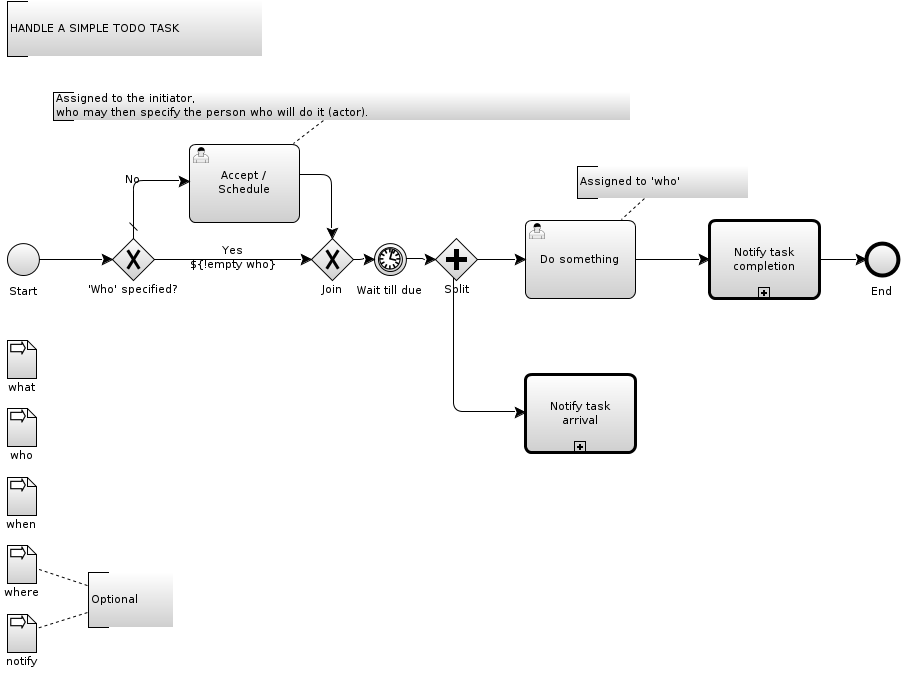 HANDLE A SIMPLE TODO TASK
Assigned to the initiator,
who may then specify the person who will do it (actor).
No
Accept /
Schedule
Assigned to 'who'
Yes
${!empty who}
Do something
Notify task
completion
Start
'Who' specified?
Join
Wait till due
Split
End
what
Notify task
arrival
who
when
where
Optional
notify